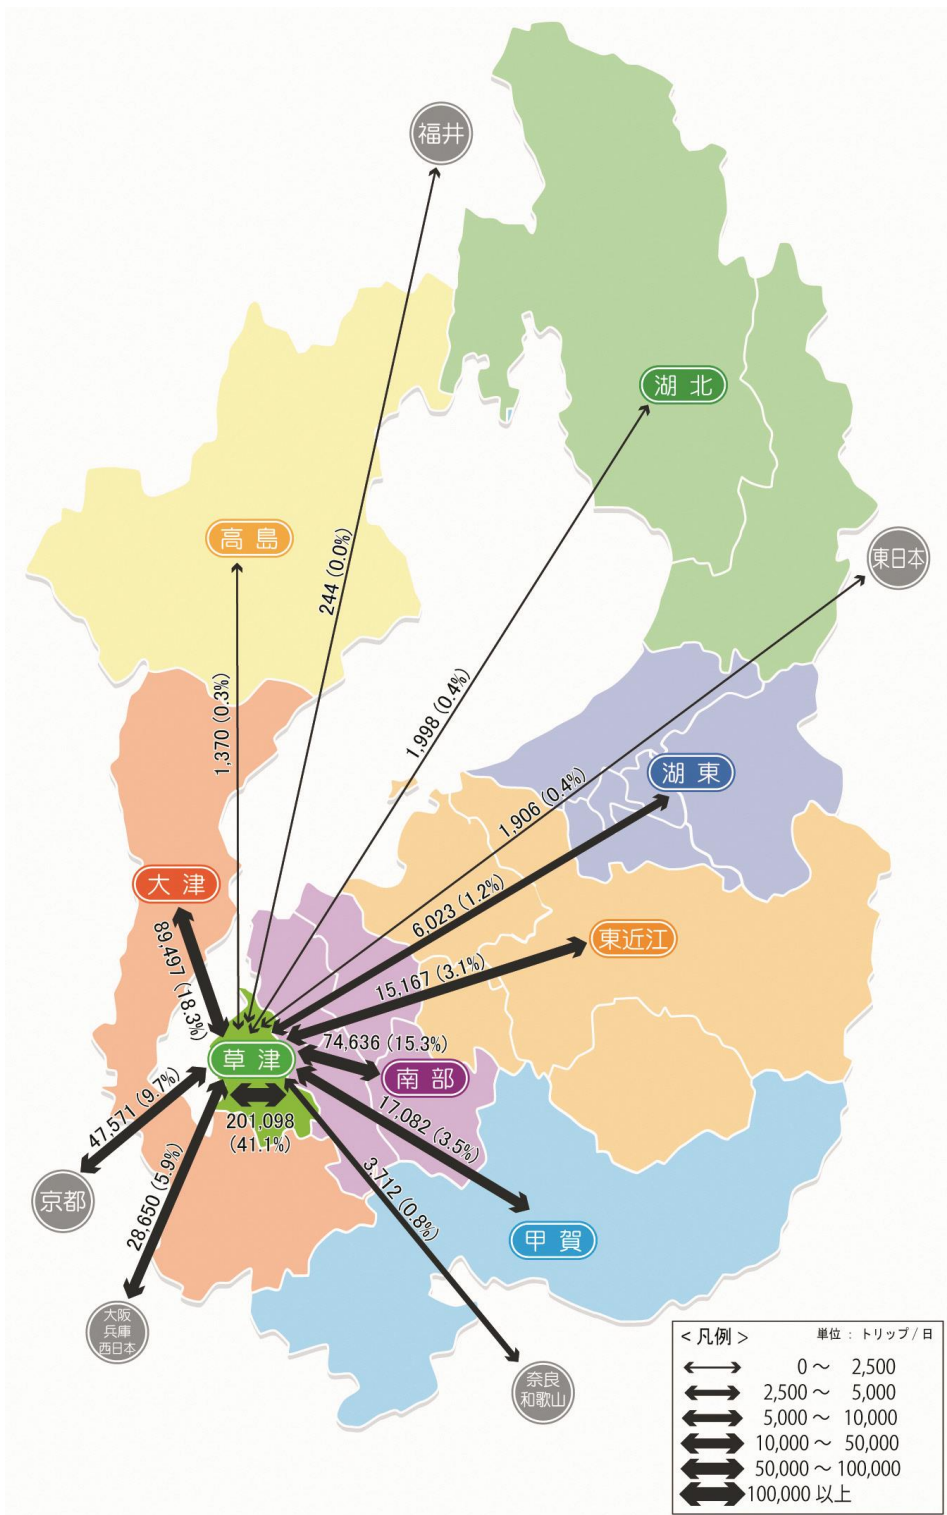 福井
湖 北
高 島
東日本
244 (0.0%)
1,998 (0.4%)
1,370 (0.3%)
湖 東
1,906 (0.4%)
大 津
6,023 (1.2%)
東近江
89,497 (18.3%)
15,167 (3.1%)
74,636 (15.3%)
草 津
南 部
201,098
(41.1%)
47,571 (9.7%)
17,082 (3.5%)
28,650 (5.9%)
3,712 (0.8%)
京都
甲 賀
大阪
兵庫
西日本
奈良
和歌山
< 凡例 > 単位 : トリップ / 日
0 ～ 2,500
2,500 ～ 5,000
5,000 ～ 10,000
10,000 ～ 50,000
50,000 ～ 100,000
100,000 以上